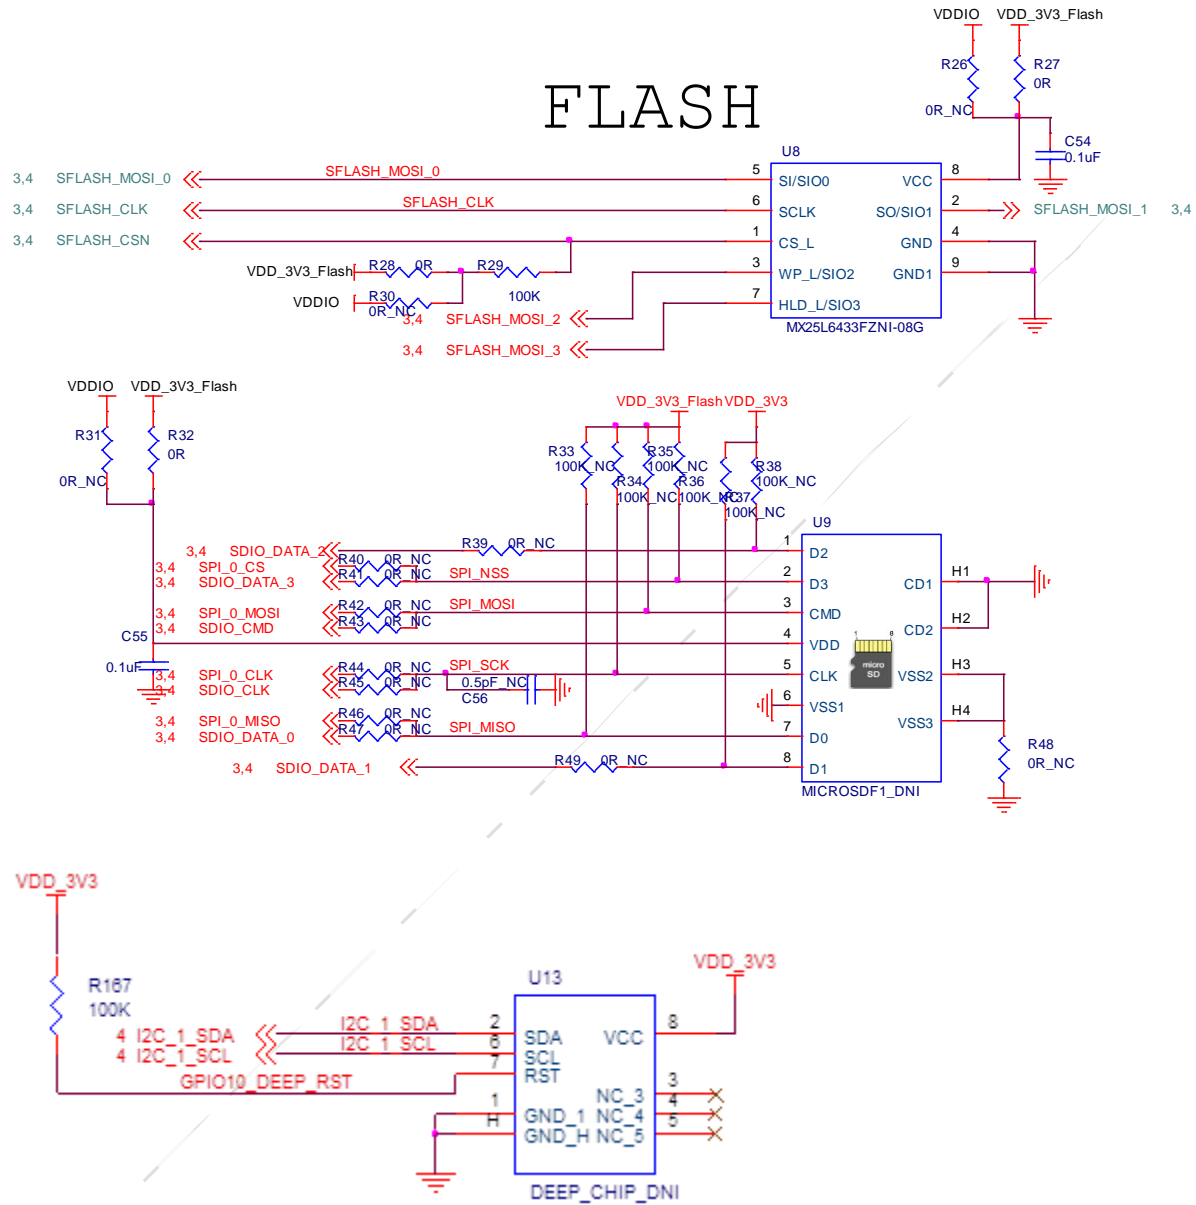 VDDIO VDD_3V3_Flash
R26 R27
0R
0R_NC
FLASH
C54
0.1uF
U8
3,4 SFLASH_MOSI_0 SFLASH_MOSI_0 5 SI/SIO0 VCC 8
3,4 SFLASH_CLK SFLASH_CLK 6 SCLK SO/SIO1 2 SFLASH_MOSI_1 3,4
3,4 SFLASH_CSN 1 CS_L GND 4
VDD_3V3_Flash R28 0R R29 3 WP_L/SIO2 GND1 9
100K
VDDIO R30 7 HLD_L/SIO3
0R_NC
3,4 SFLASH_MOSI_2
MX25L6433FZNI-08G
3,4 SFLASH_MOSI_3
VDDIO VDD_3V3_Flash
VDD_3V3_Flash VDD_3V3
R31 R32
0R
0R_NC
R33 R35
100K_NC 100K_NC R38
R34 R36 100K_NC
100K_NC 100K_NC R37
100K_NC
U9
3,4 SDIO_DATA_2 R39 0R_NC 1 D2
3,4 SPI_0_CS R40 0R_NC
3,4 SDIO_DATA_3 R41 0R_NC SPI_NSS 2 D3 CD1 H1
3,4 SPI_0_MOSI R42 0R_NC SPI_MOSI 3 CMD
3,4 SDIO_CMD R43 0R_NC CD2 H2
C55 4 VDD
1 8
micro
SD
0.1uF
3,4 SPI_0_CLK R44 0R_NC SPI_SCK 5 CLK VSS2 H3
3,4 SDIO_CLK R45 0R_NC 0.5pF_NC
C56
6 VSS1
3,4 SPI_0_MISO R46 0R_NC VSS3 H4
3,4 SDIO_DATA_0 R47 0R_NC SPI_MISO 7 D0
R48
0R_NC
3,4 SDIO_DATA_1 R49 0R_NC 8 D1
MICROSDF1_DNI
VDD_3V3
VDD_3V3
U13
R167
100K
4 I2C_1_SDA I2C_1_SDA 2 SDA VCC 8
4 I2C_1_SCL I2C_1_SCL 6 SCL
GPIO10_DEEP_RST 7 RST
NC_3 3
1 GND_1 NC_4 4
H GND_H NC_5 5
DEEP_CHIP_DNI